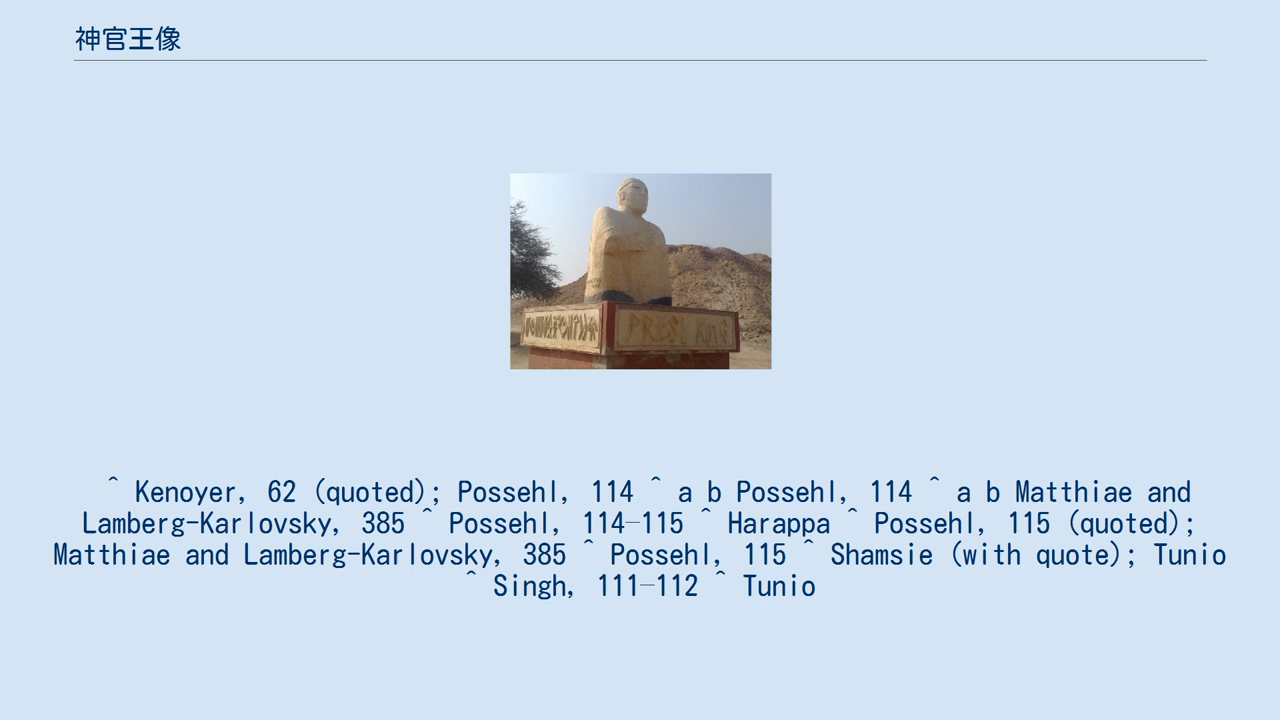 神官王像
PRIEST KING
^ Kenoyer, 62 (quoted); Possehl, 114 ^ a b Possehl, 114 ^ a b Matthiae and
Lamberg-Karlovsky, 385 ^ Possehl, 114–115 ^ Harappa ^ Possehl, 115 (quoted);
Matthiae and Lamberg-Karlovsky, 385 ^ Possehl, 115 ^ Shamsie (with quote); Tunio
^ Singh, 111–112 ^ Tunio